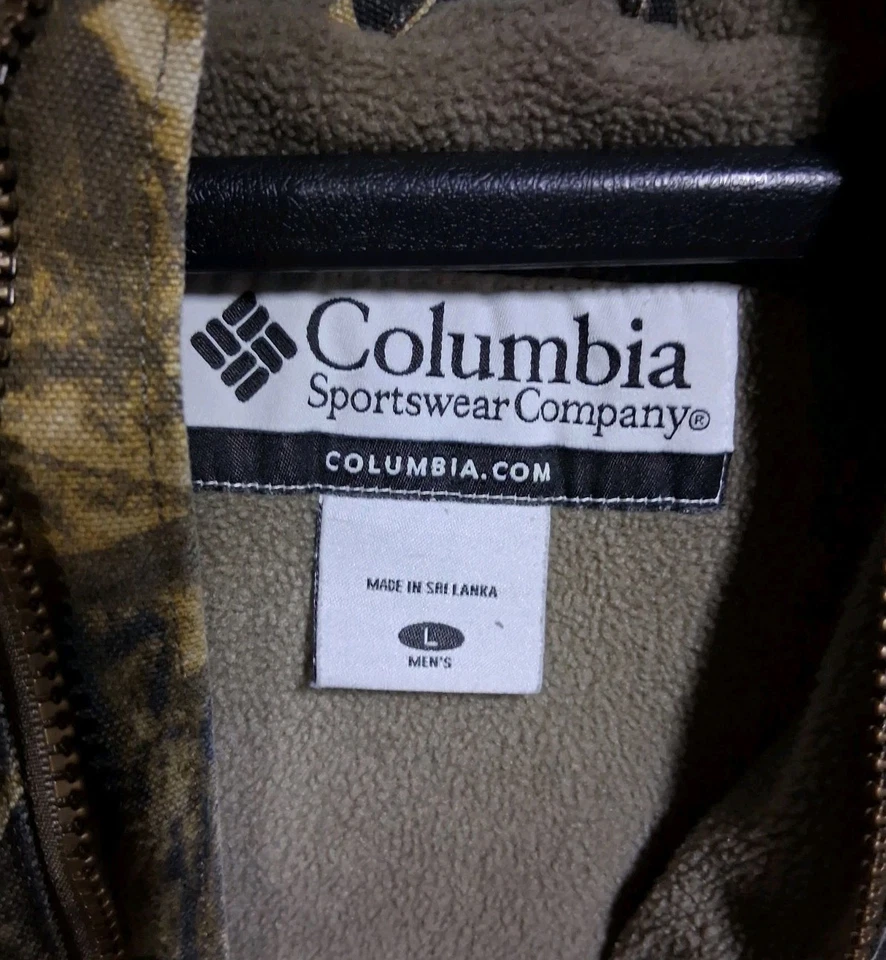 Columbia
Sportswear Company®
COLUMBIA.COM
MADE IN SRI LANKA
L
MEN'S